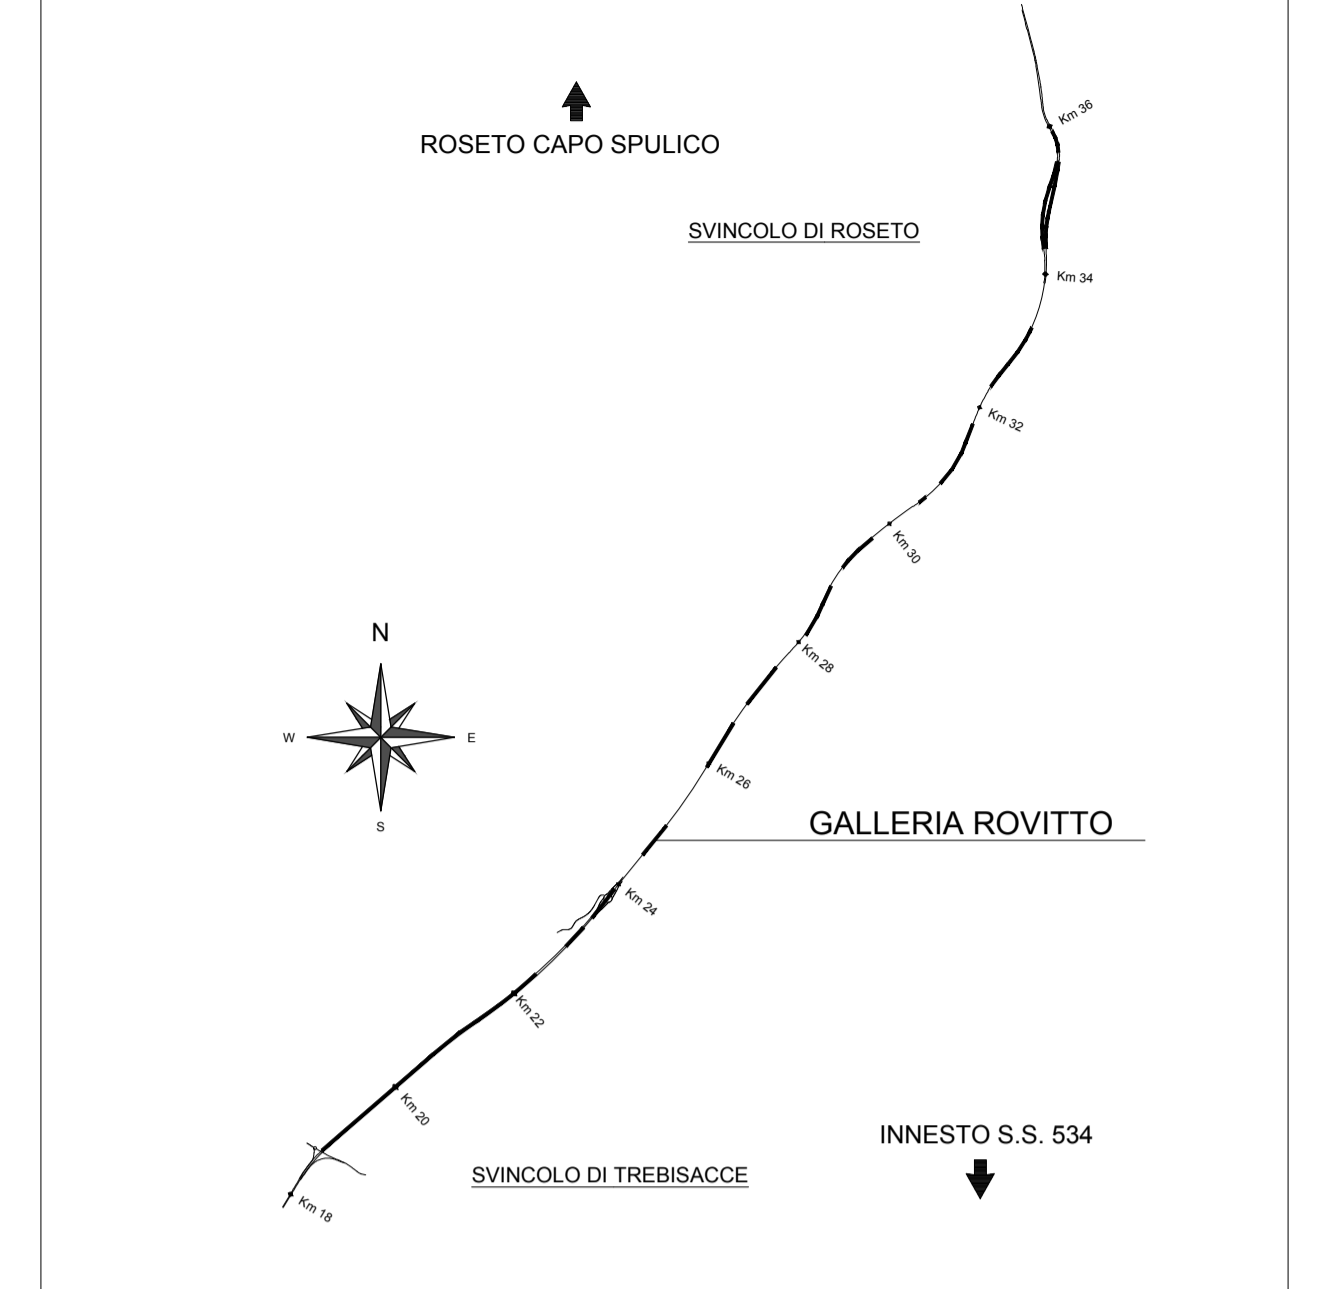 Km 36
ROSETO CAPO SPULICO
SVINCOLO DI ROSETO
Km 34
Km 32
Km 30
N
Km 28
W
E
Km 26
S
GALLERIA ROVITTO
Km 24
Km 22
Km 20
INNESTO S.S. 534
SVINCOLO DI TREBISACCE
Km 18